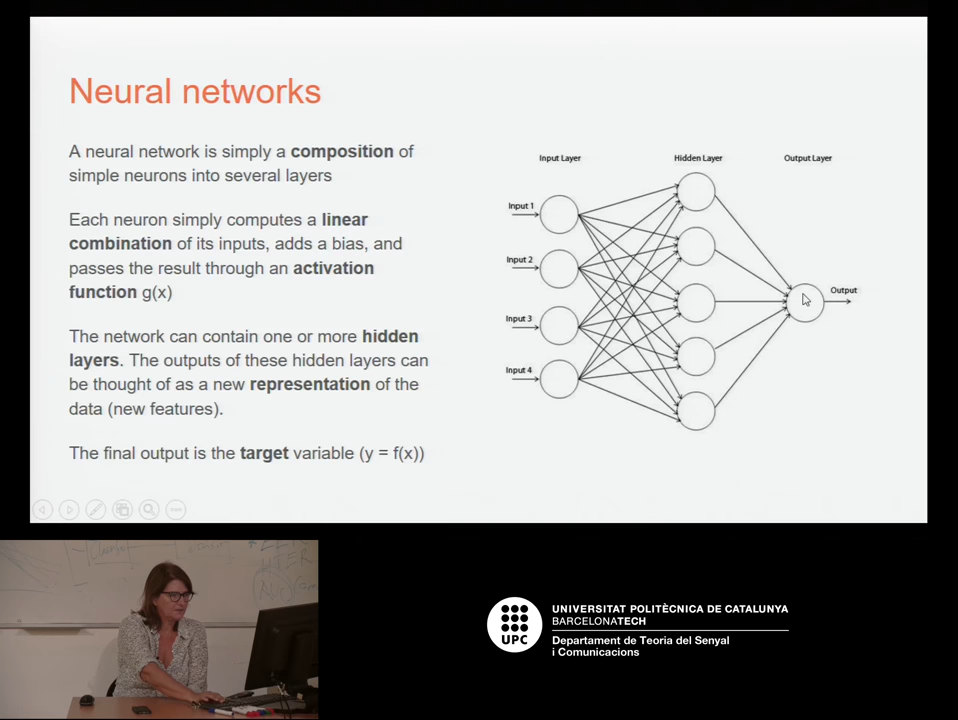 Neural networks
A neural network is simply a composition of
simple neurons into several layers
Each neuron simply computes a linear
combination of its inputs, adds a bias, and
passes the result through an activation
function g(x)
The network can contain one or more hidden
layers. The outputs of these hidden layers can
be thought of as a new representation of the
data (new features).
The final output is the target variable (y = f(x))
Input Layer
Hidden Layer
Output Layer
Input 1
Input 2
Input 3
Input 4
Output
UPC
UNIVERSITAT POLITÈCNICA DE CATALUNYA
BARCELONATECH
Departament de Teoria del Senyal
i Comunicacions